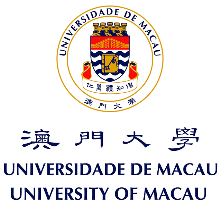 UNIVERSIDADE DE MACAU
仁義禮知信
澳門大學
澳門大學
UNIVERSIDADE DE MACAU
UNIVERSITY OF MACAU